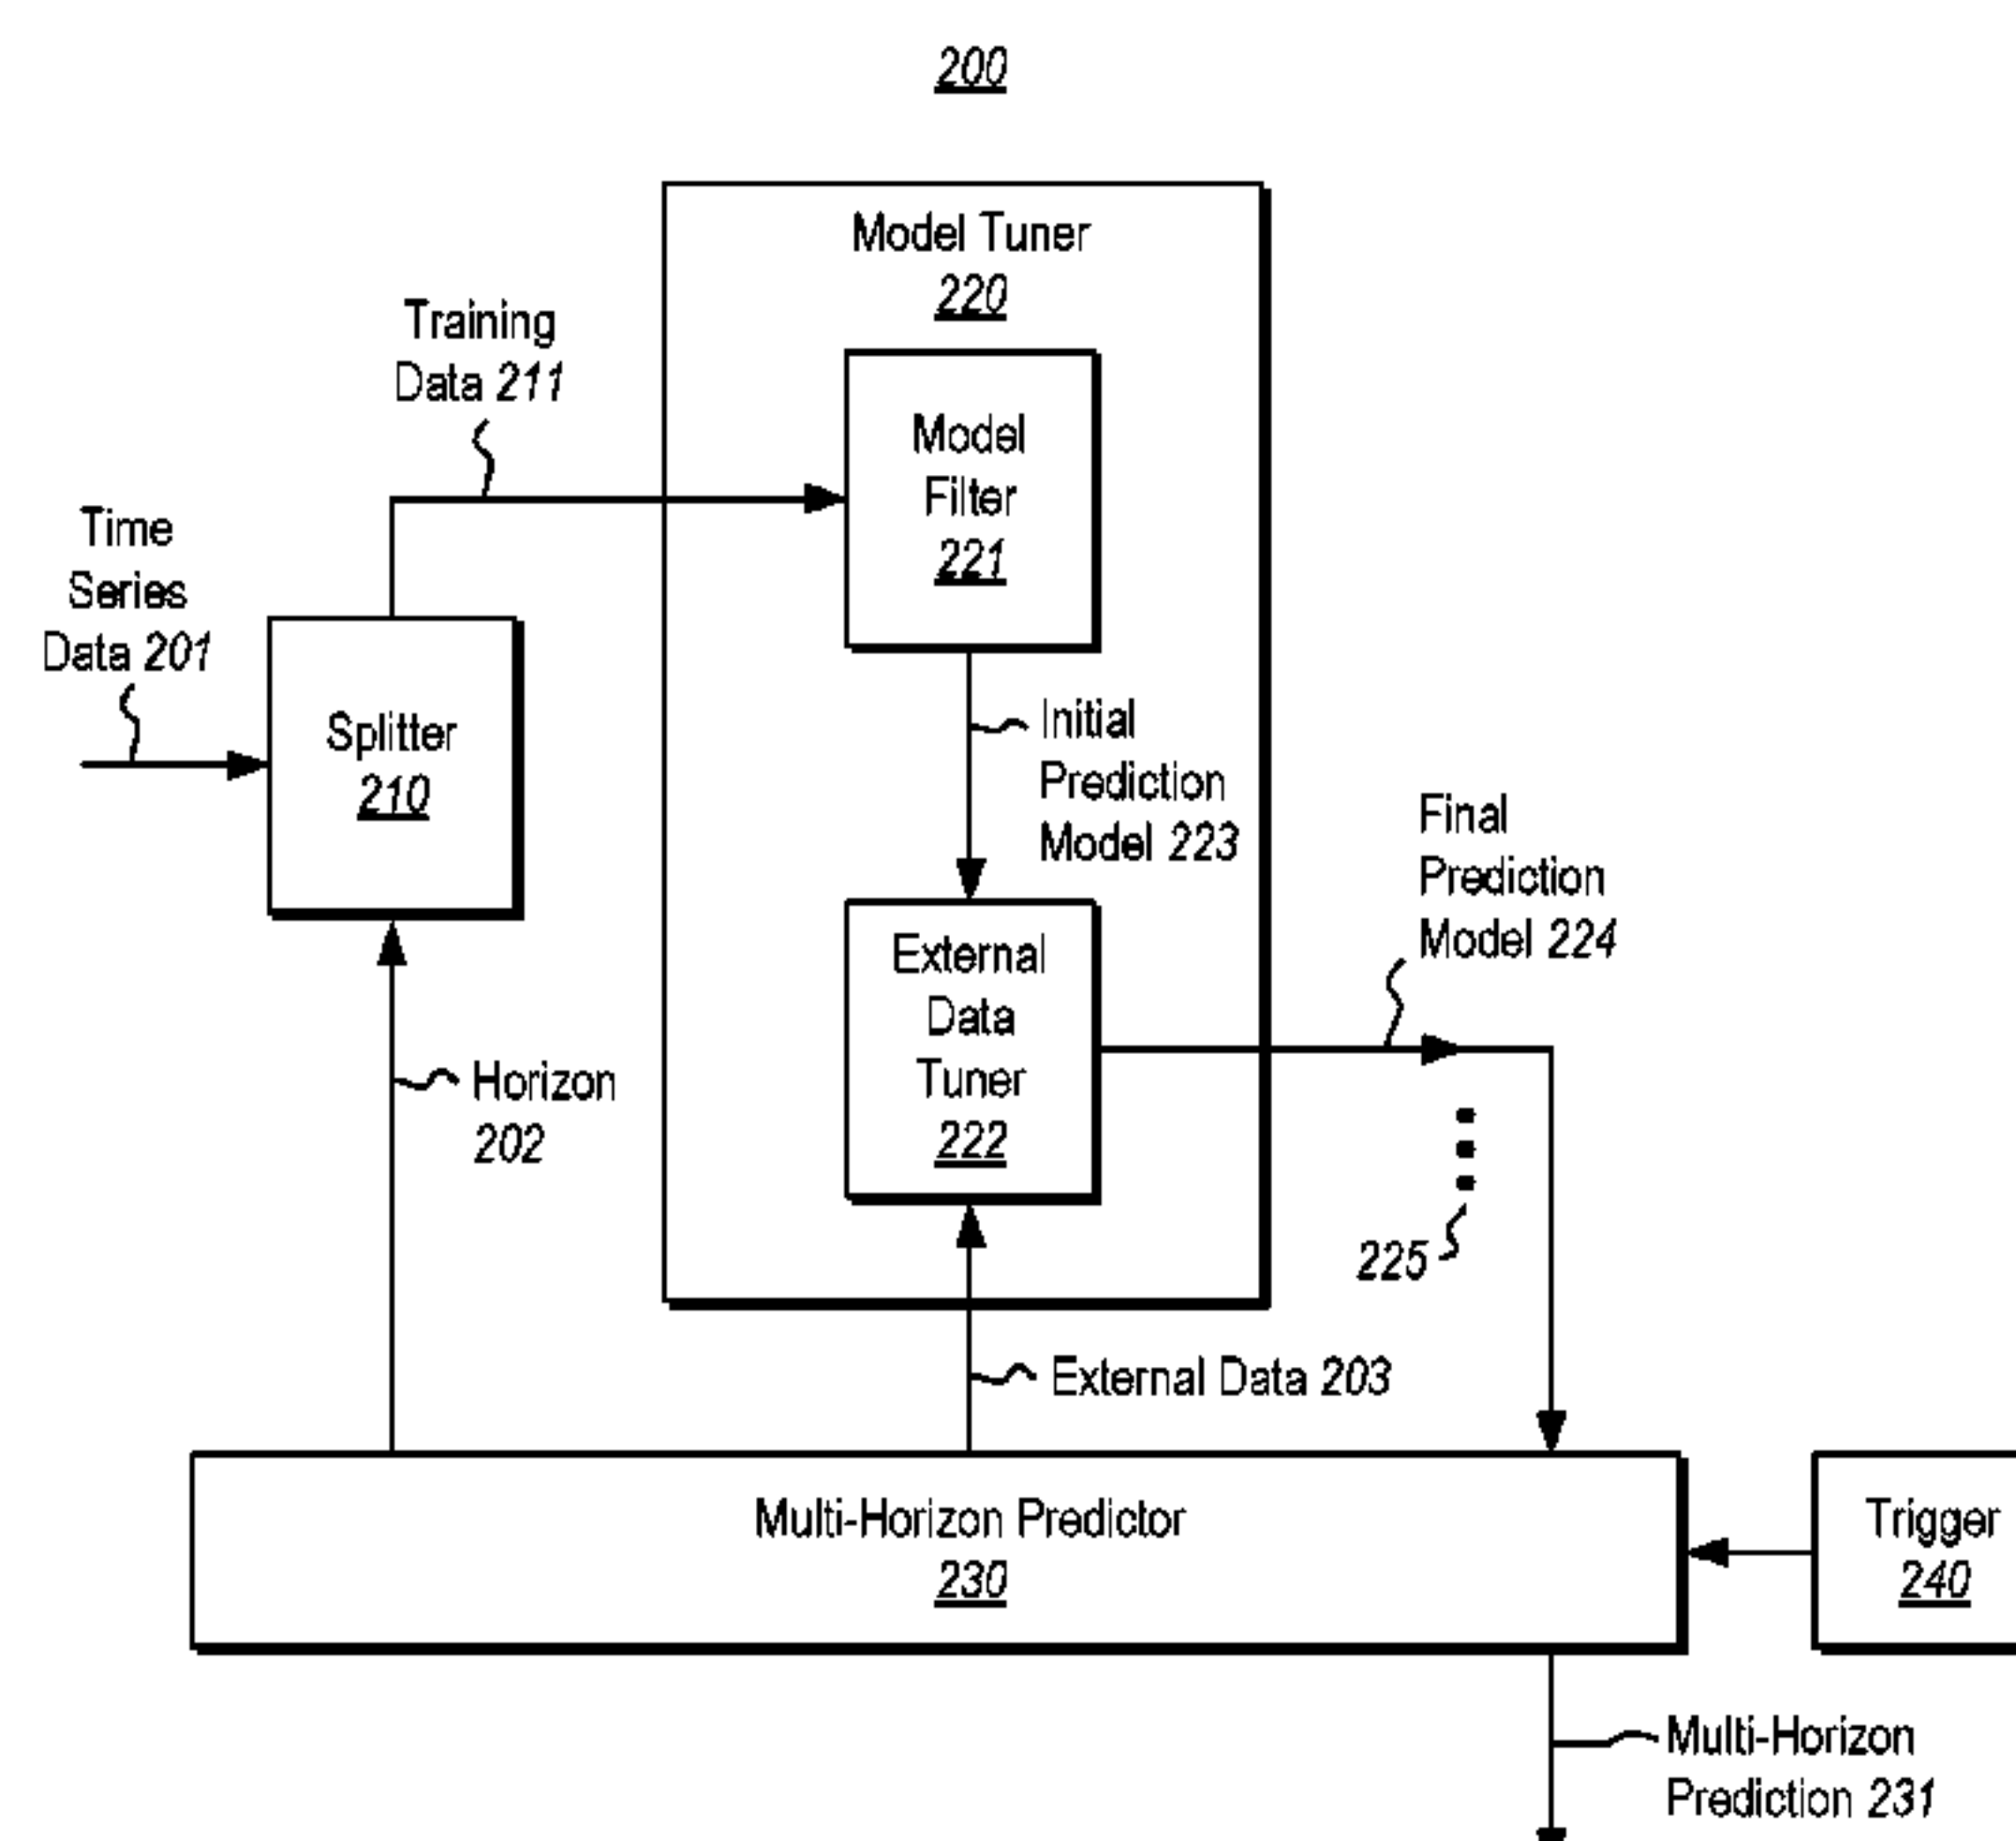 200
Model Tuner
220
Training
Data 211
Model
Filter
221
Time
Series
Data 201
Splitter
210
Initial
Prediction
Model 223
Final
Prediction
Model 224
External
Data
Tuner
222
Horizon
202
225
External Data 203
Multi-Horizon Predictor
230
Trigger
240
Multi-Horizon
Prediction 231